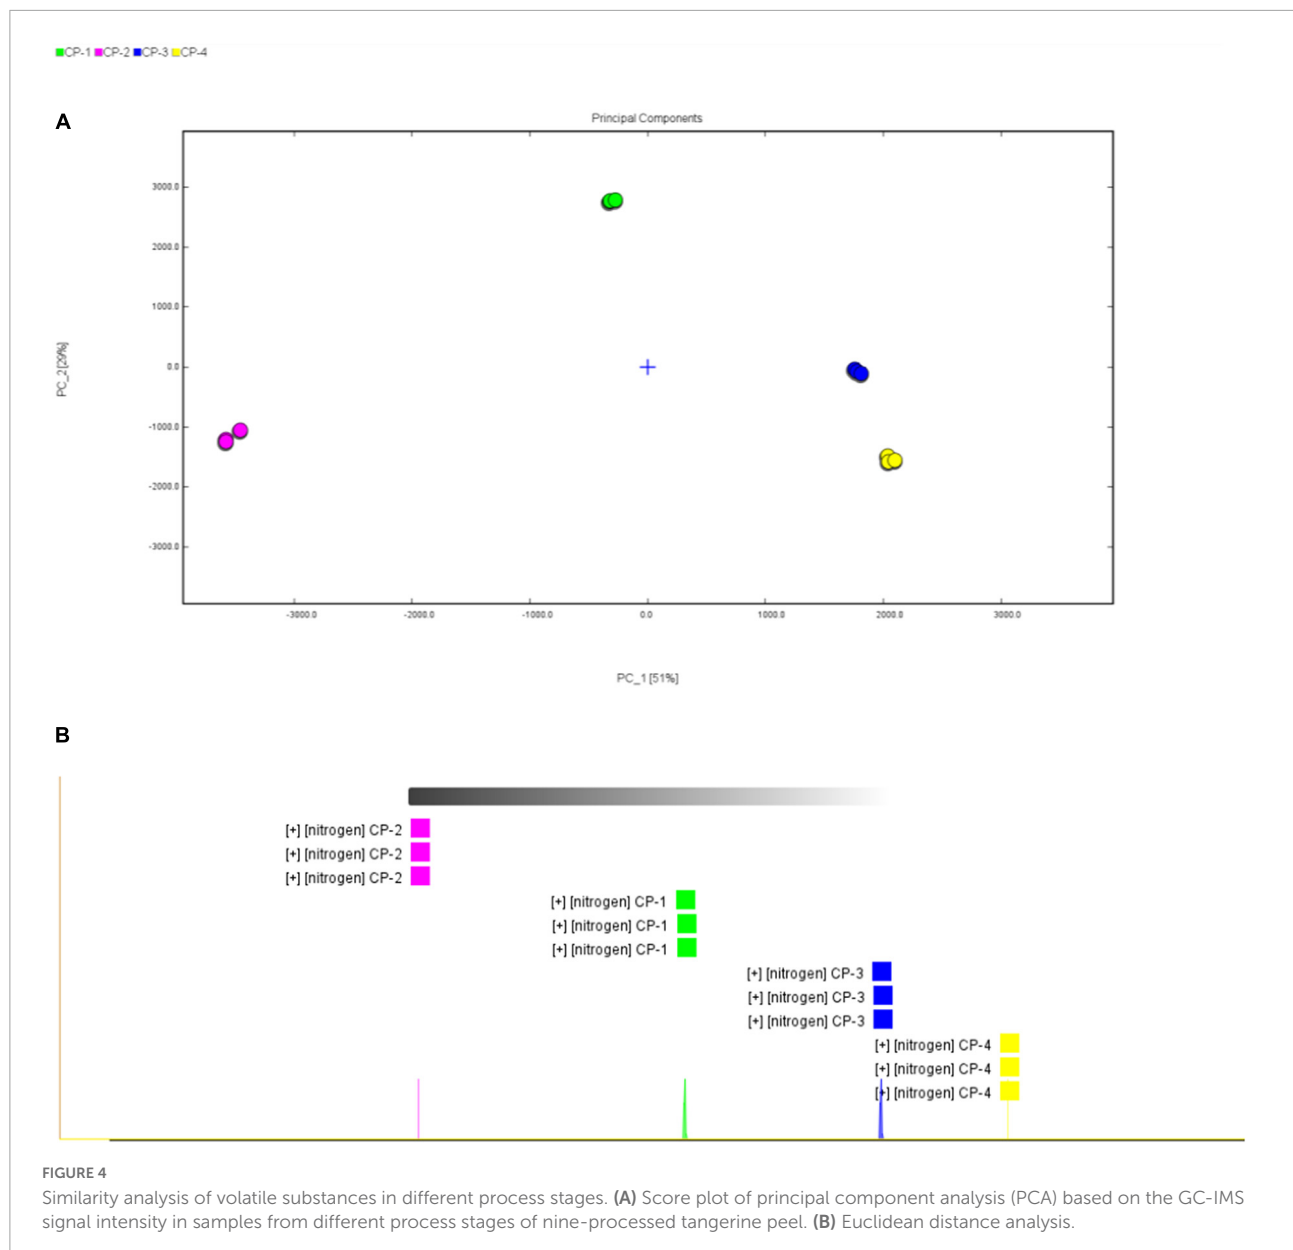 CP-1 CP-2 CP-3 CP-4
A
Principal Components
3000.0
2000.0
1000.0
0.0
-1000.0
-2000.0
-3000.0
PC_2 [29%]
-3000.0 -2000.0 -1000.0 0.0 1000.0 2000.0 3000.0
PC_1 [51%]
B
[+] [nitrogen] CP-2
[+] [nitrogen] CP-2
[+] [nitrogen] CP-2
[+] [nitrogen] CP-1
[+] [nitrogen] CP-1
[+] [nitrogen] CP-1
[+] [nitrogen] CP-3
[+] [nitrogen] CP-3
[+] [nitrogen] CP-3
[+] [nitrogen] CP-4
[+] [nitrogen] CP-4
[+] [nitrogen] CP-4
FIGURE 4
Similarity analysis of volatile substances in different process stages. (A) Score plot of principal component analysis (PCA) based on the GC-IMS
signal intensity in samples from different process stages of nine-processed tangerine peel. (B) Euclidean distance analysis.